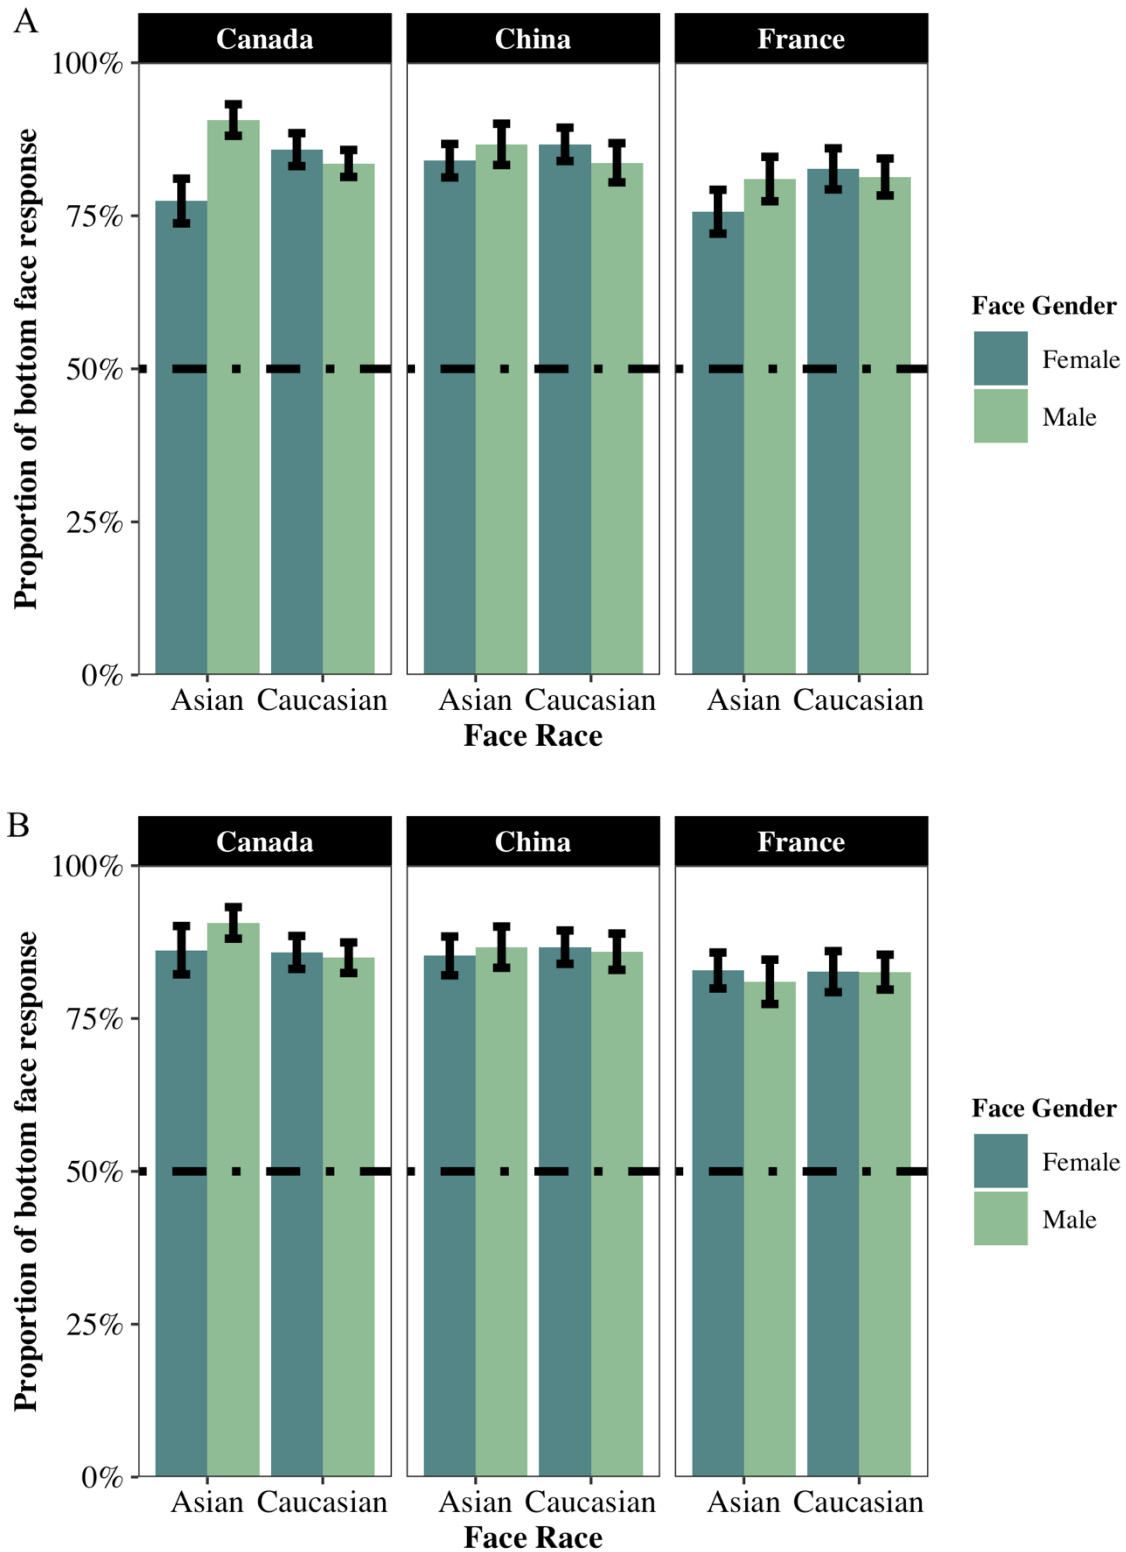 A
Canada China France
100%
75%
50%
25%
0%
Proportion of bottom face response
Asian Caucasian Asian Caucasian Asian Caucasian
Face Race
Face Gender
Female
Male
B
Canada China France
100%
75%
50%
25%
0%
Proportion of bottom face response
Asian Caucasian Asian Caucasian Asian Caucasian
Face Race
Face Gender
Female
Male